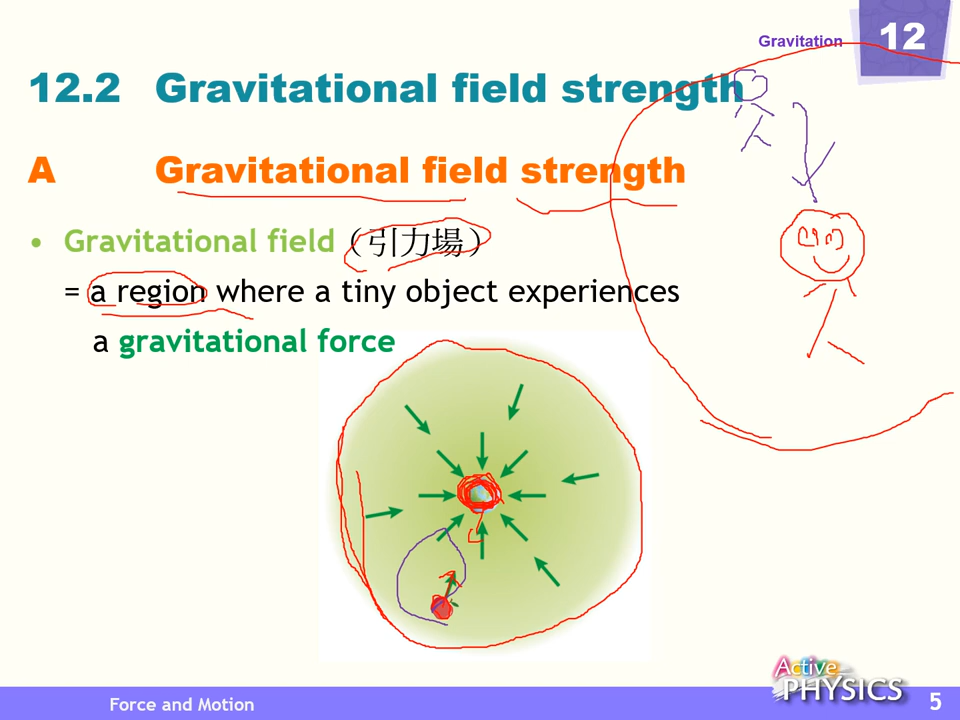 Gravitation 12
12.2 Gravitational field strength
A Gravitational field strength
• Gravitational field（引力場）
= a region where a tiny object experiences
a gravitational force
Active
PHYSICS
Force and Motion 5